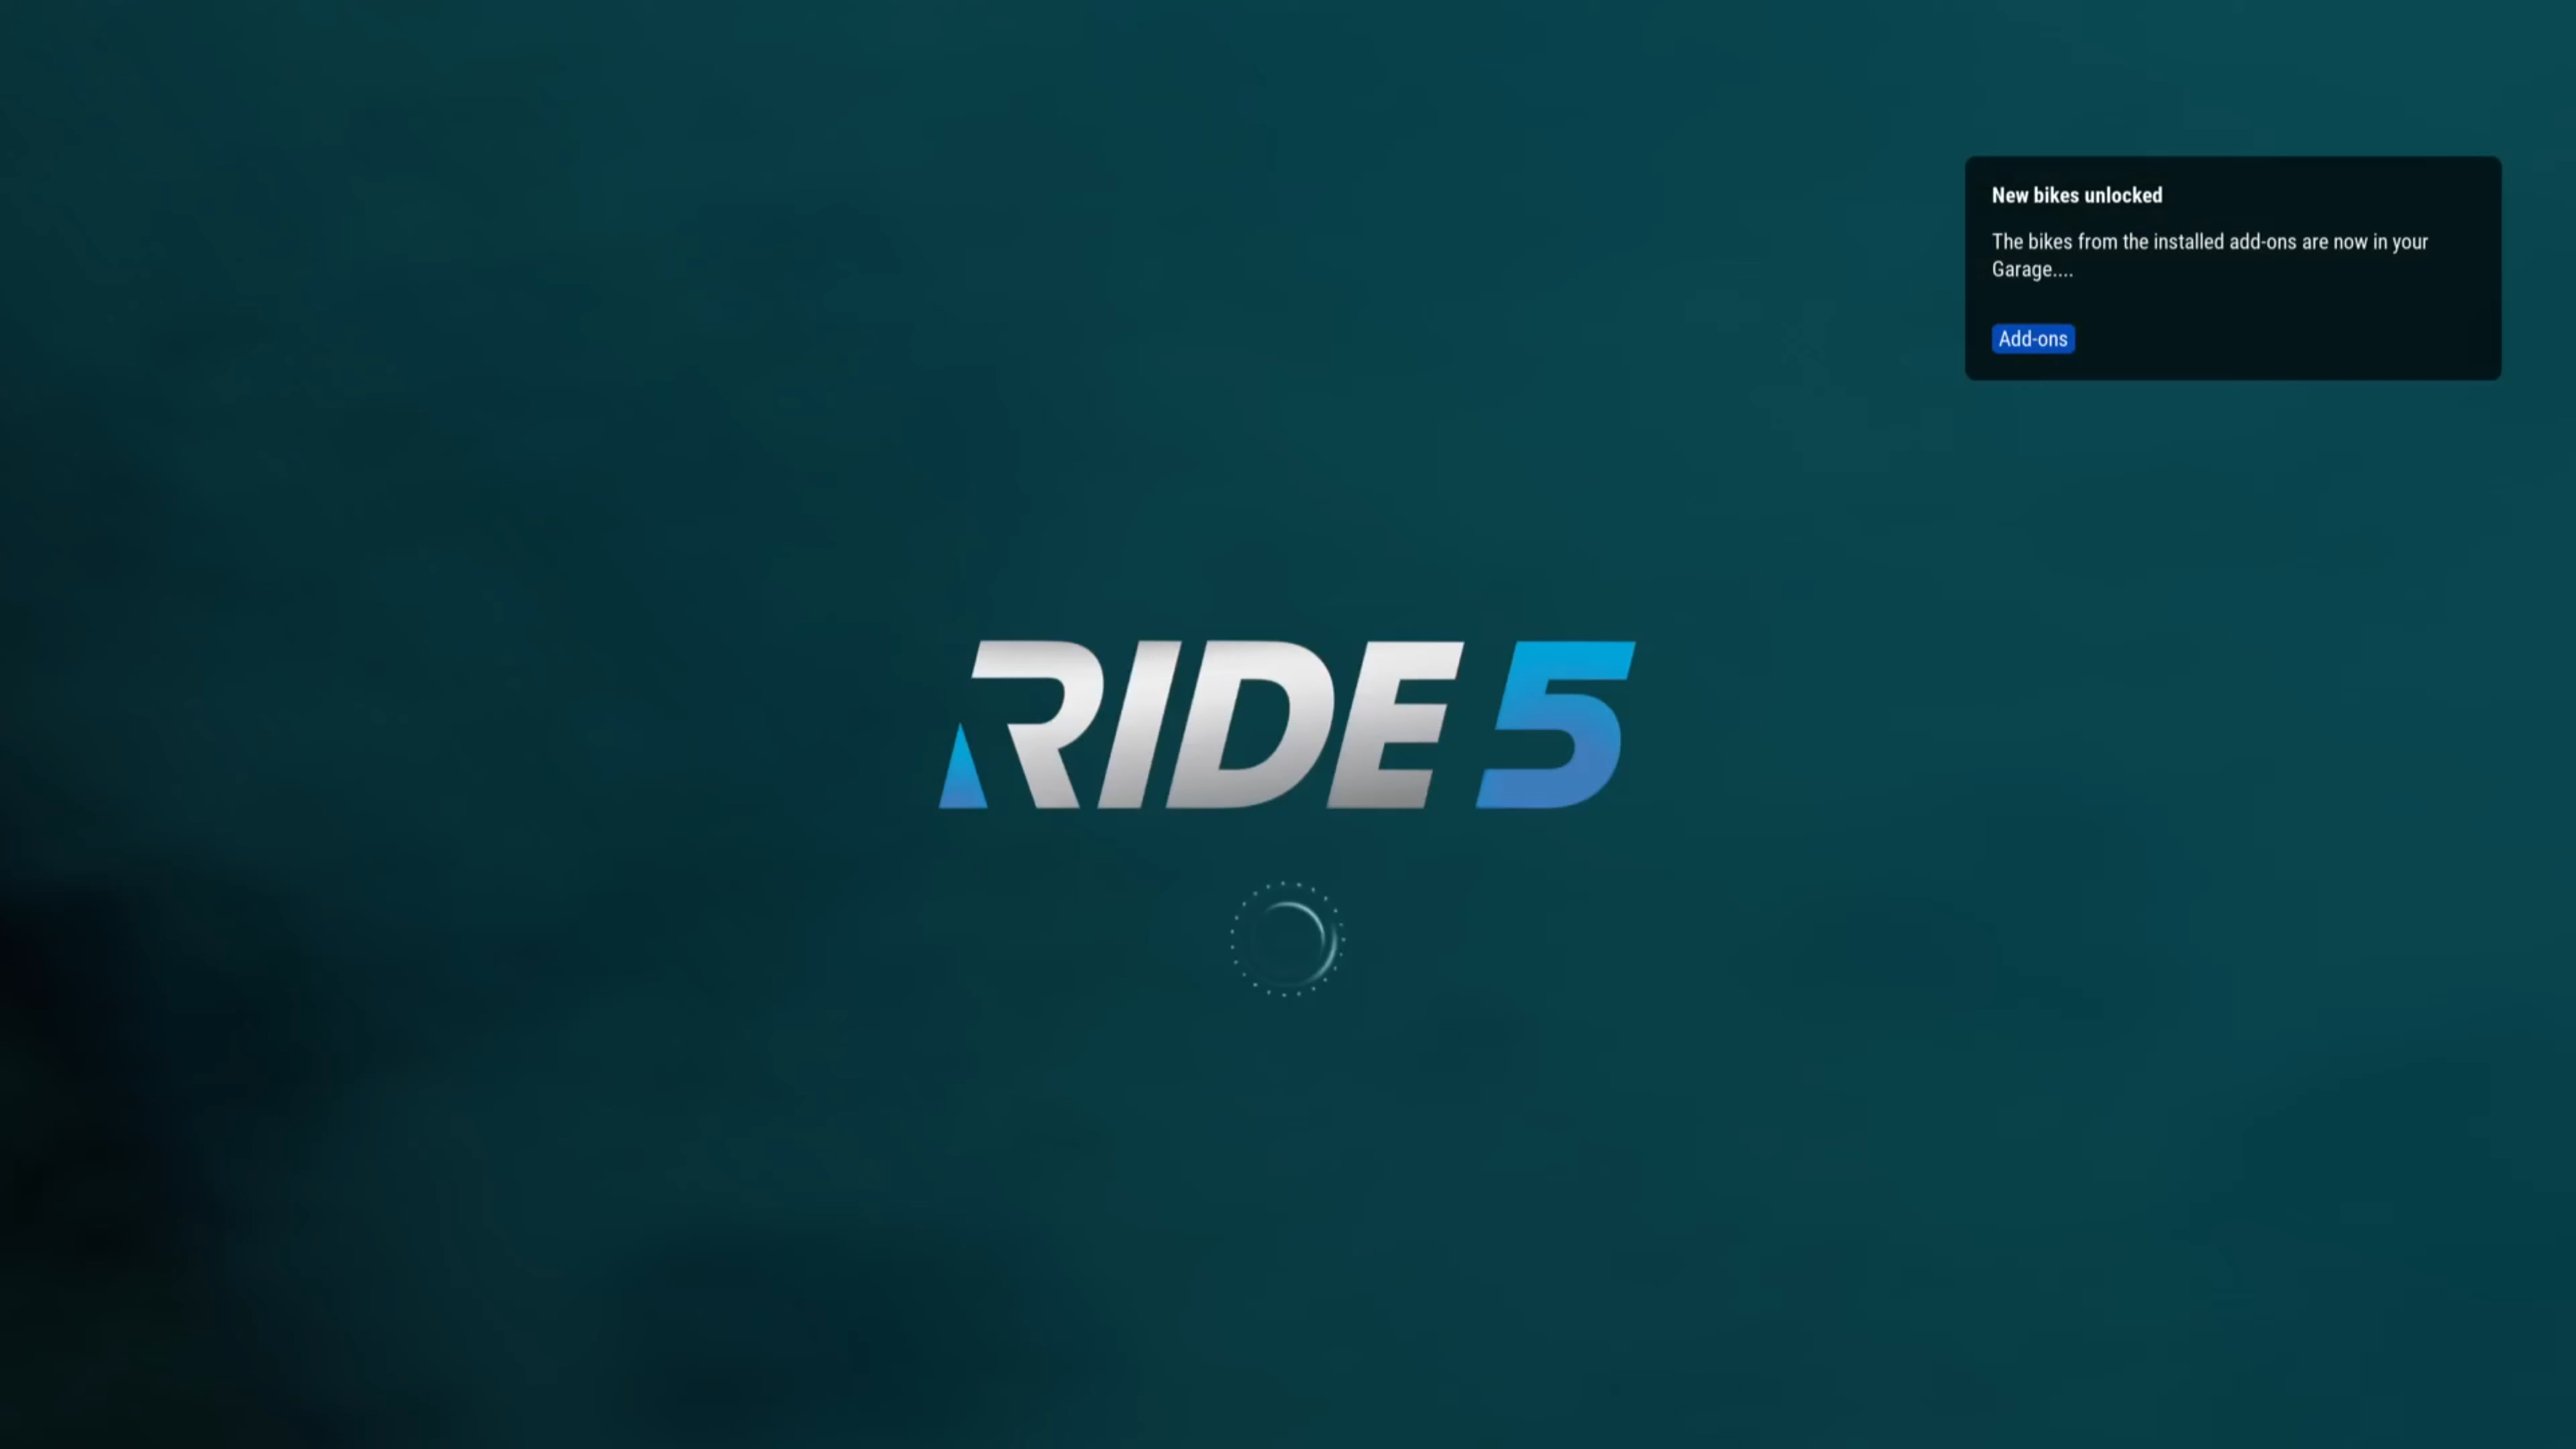 New bikes unlocked
The bikes from the installed add-ons are now in your
Garage....
Add-ons
RIDE 5